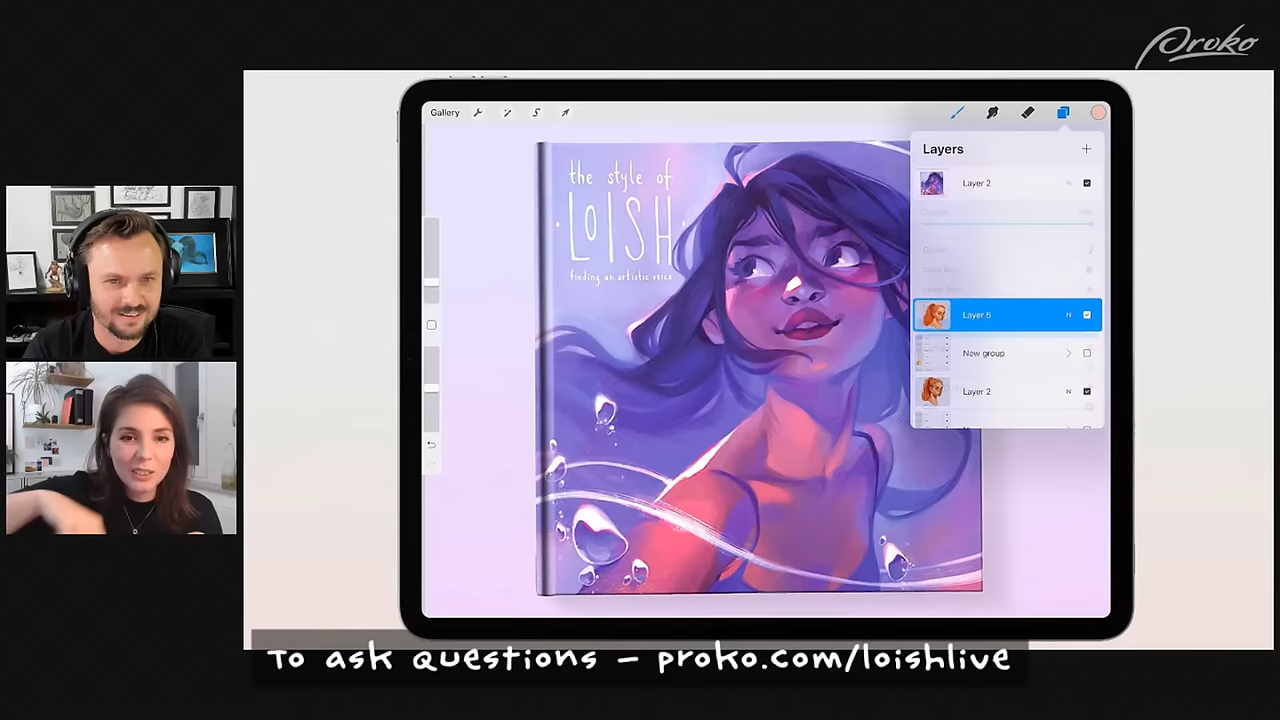 Proko
Gallery
Layers
Layer 2
N
Layer 5
N
New group
Layer 2
N
the style of
LOISH
finding an artistic voice
To ask questions – proko.com/loishlive